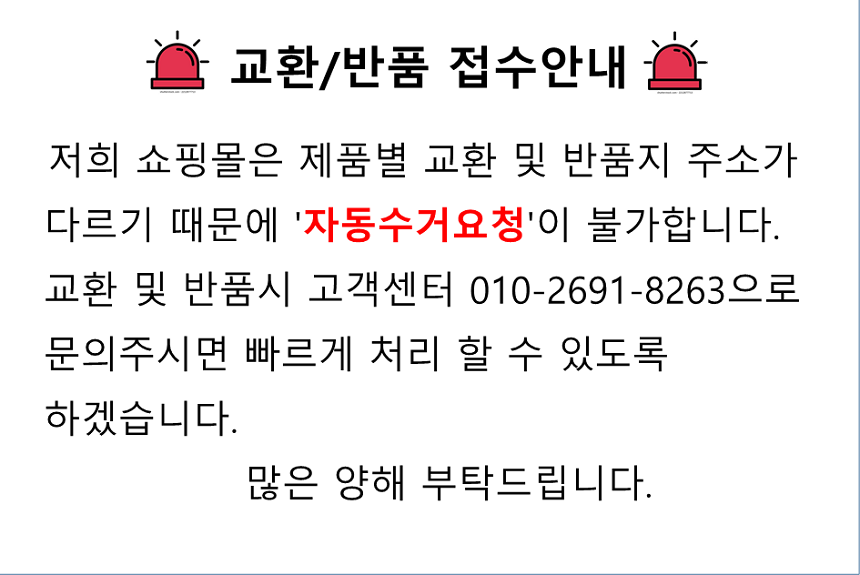 교환/반품 접수안내
저희 쇼핑몰은 제품별 교환 및 반품지 주소가
다르기 때문에 '자동수거요청'이 불가합니다.
교환 및 반품시 고객센터 010-2691-8263으로
문의주시면 빠르게 처리 할 수 있도록
하겠습니다.
많은 양해 부탁드립니다.